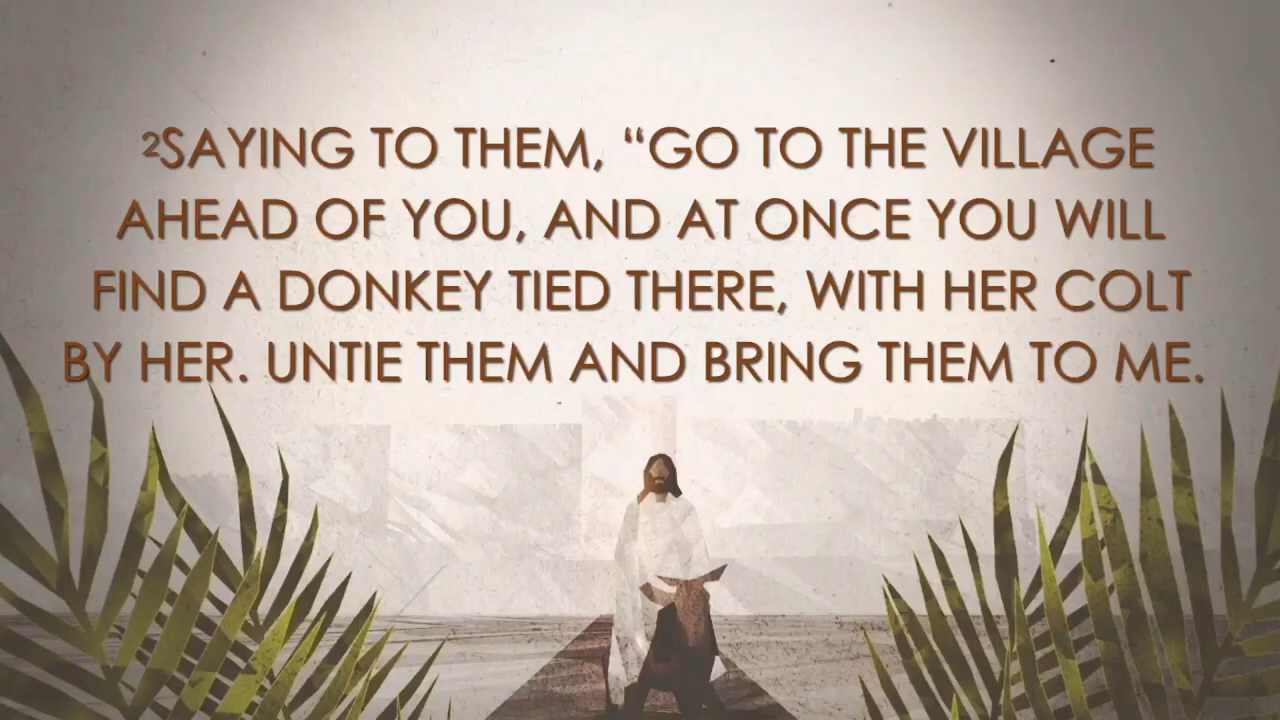 ²SAYING TO THEM, “GO TO THE VILLAGE
AHEAD OF YOU, AND AT ONCE YOU WILL
FIND A DONKEY TIED THERE, WITH HER COLT
BY HER. UNTIE THEM AND BRING THEM TO ME.